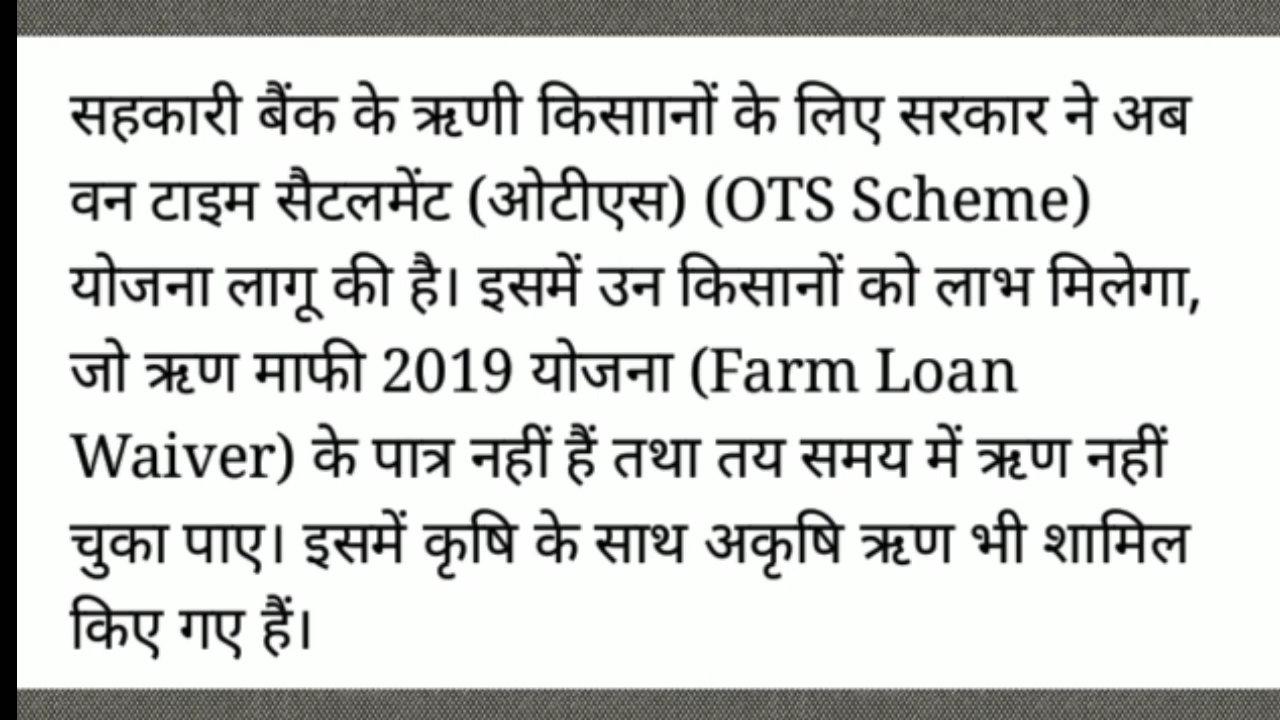 सहकारी बैंक के ऋणी किसाानों के लिए सरकार ने अब
वन टाइम सैटलमेंट (ओटीएस) (OTS Scheme)
योजना लागू की है। इसमें उन किसानों को लाभ मिलेगा,
जो ऋण माफी 2019 योजना (Farm Loan
Waiver) के पात्र नहीं हैं तथा तय समय में ऋण नहीं
चुका पाए। इसमें कृषि के साथ अकृषि ऋण भी शामिल
किए गए हैं।